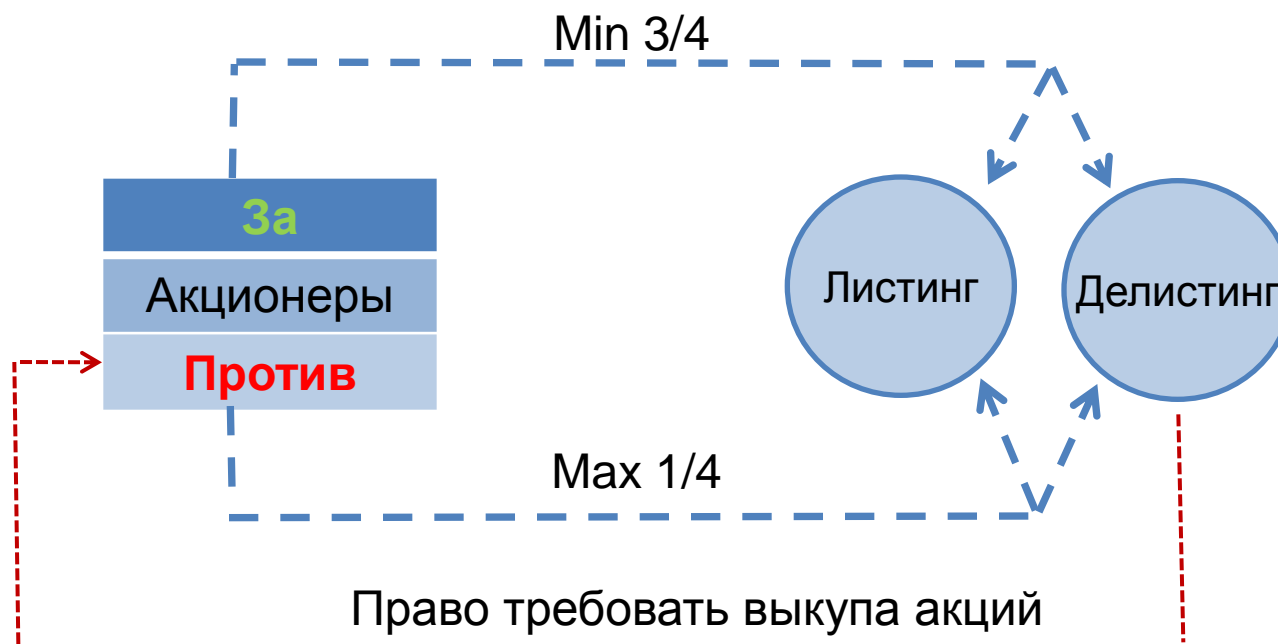 Min 3/4
За
Акционеры
Против
Листинг
Делистинг
Max 1/4
Право требовать выкупа акций